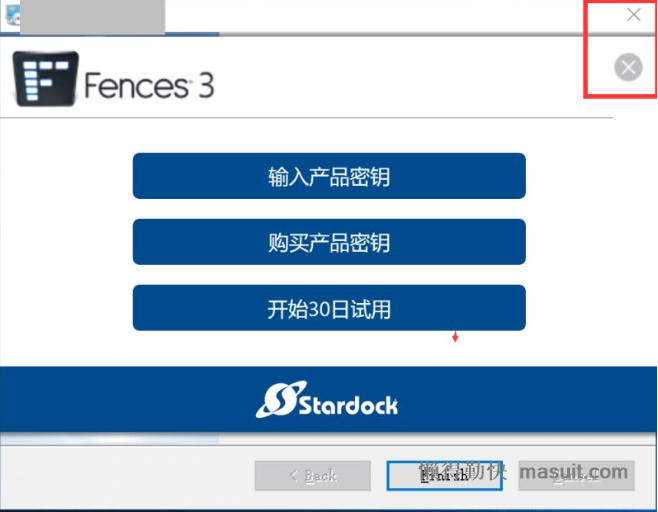 Fences® 3
输入产品密钥
购买产品密钥
开始30日试用
Stardock
< Back
Finish
懒得勤快 masuit.com